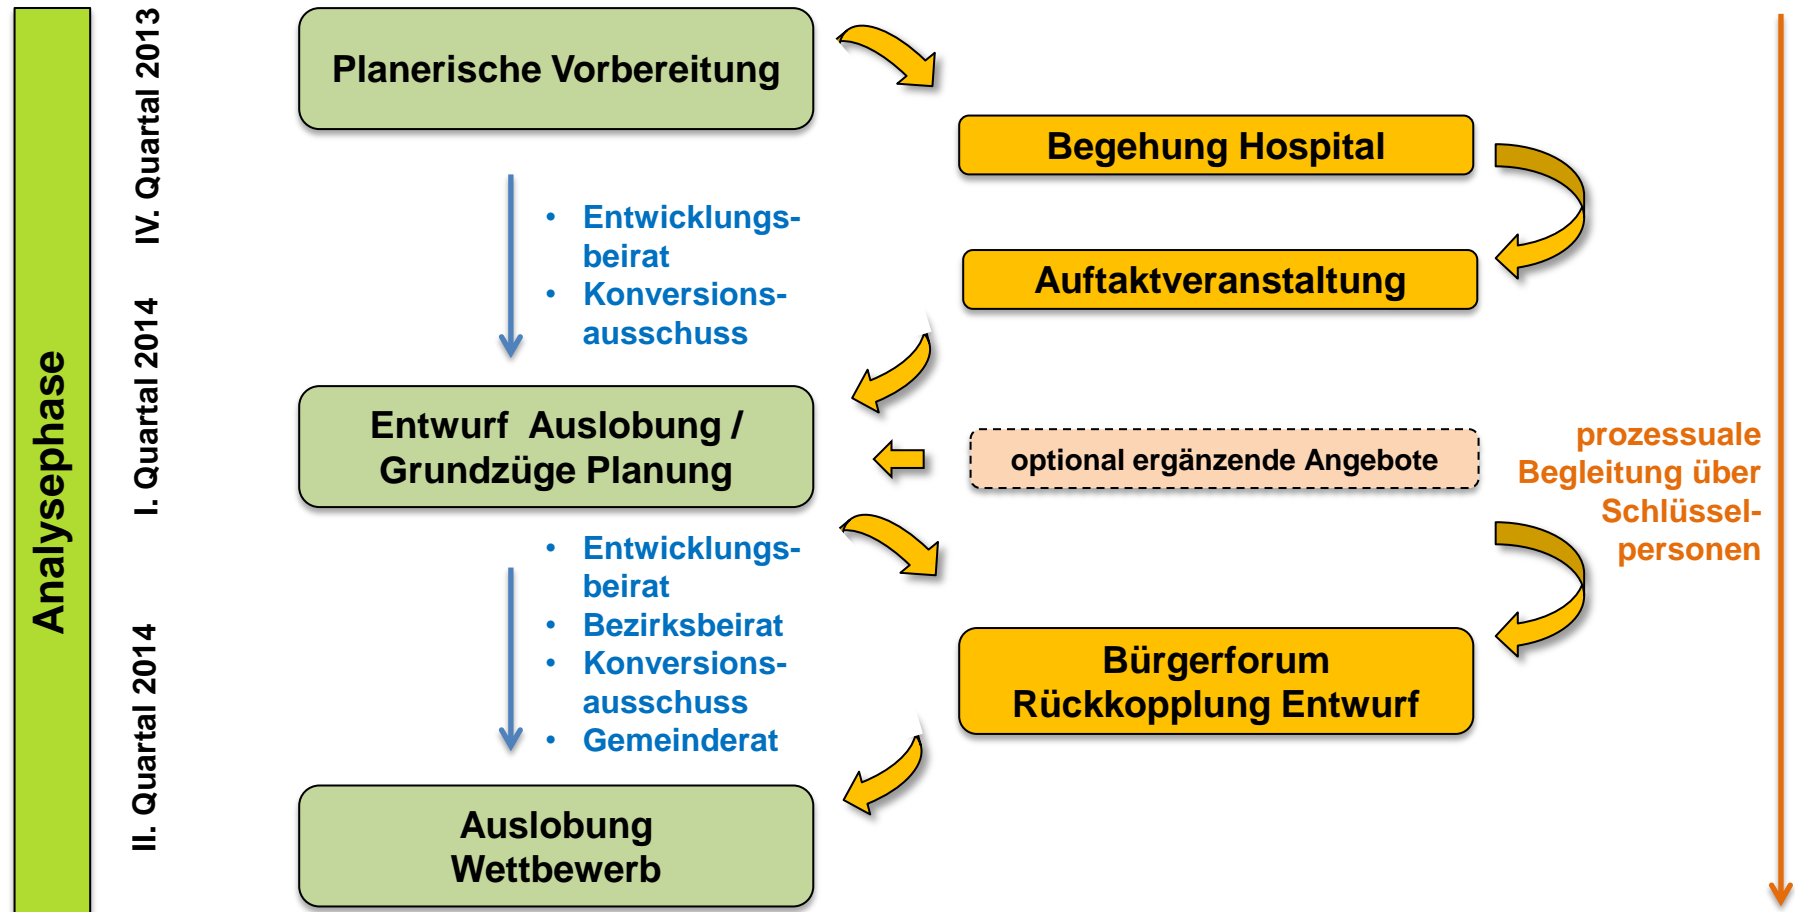 Analysephase
IV. Quartal 2013
I. Quartal 2014
II. Quartal 2014
Planerische Vorbereitung
Begehung Hospital
• Entwicklungs-
beirat
• Konversions-
ausschuss
Auftaktveranstaltung
Entwurf Auslobung /
Grundzüge Planung
optional ergänzende Angebote
prozessuale
Begleitung über
Schlüssel-
personen
• Entwicklungs-
beirat
• Bezirksbeirat
• Konversions-
ausschuss
• Gemeinderat
Bürgerforum
Rückkopplung Entwurf
Auslobung
Wettbewerb